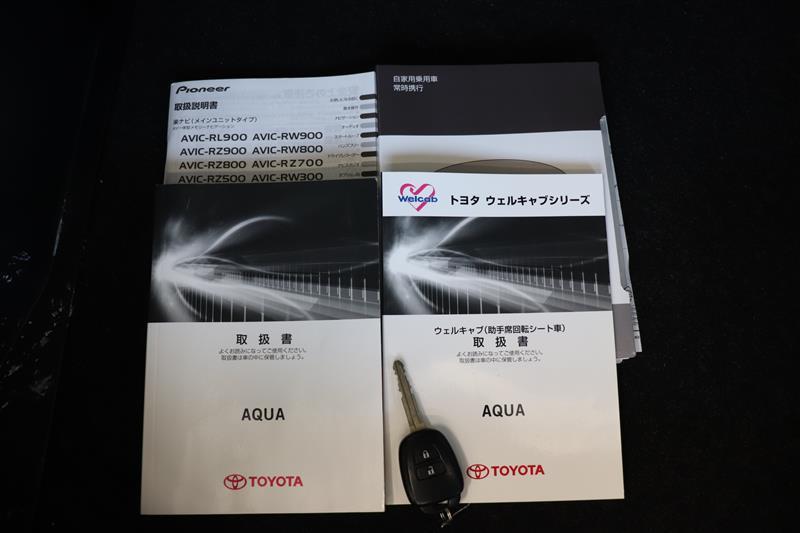 Pioneer
取扱説明書
楽ナビ(メインユニットタイプ)
AVIC-RL900 AVIC-RW900
AVIC-RZ900 AVIC-RW800
AVIC-RZ800 AVIC-RZ700
AVIC-RZ500 AVIC-RW300
自家用乗用車
常時携行
Welcab
トヨタ ウェルキャブシリーズ
取扱書
よくお読みになってご使用ください。
取扱書は車の中に保管しましょう。
AQUA
TOYOTA
ウェルキャブ(助手席回転シート車)
取扱書
よくお読みになってご使用ください。
取扱書は車の中に保管しましょう。
AQUA
TOYOTA